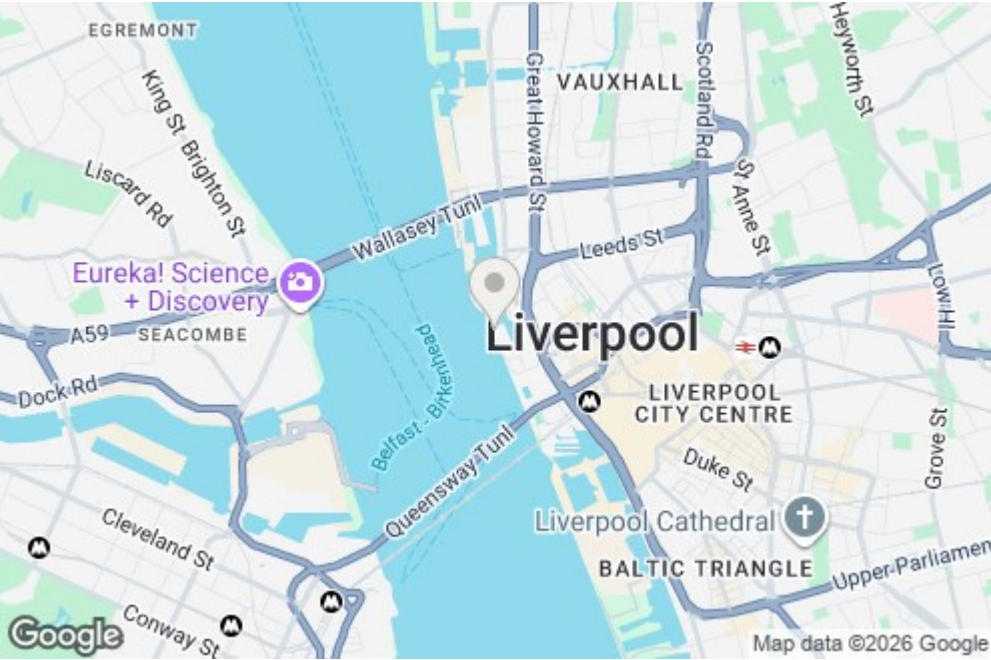 EGREMONT
King St
Brighton St
Liscard Rd
Great Howard St
VAUXHALL
Scotland Rd
Heyworth St
St Anne St
Wallasey Tunl
Leeds St
Eureka! Science
+ Discovery
A59
SEACOMBE
Liverpool
Low Hill
Dock Rd
Belfast - Birkenhead
LIVERPOOL
CITY CENTRE
Queensway Tunl
Duke St
Grove St
Liverpool Cathedral
Cleveland St
BALTIC TRIANGLE
Upper-Parliamen
Conway St
Google
Map data ©2026 Google